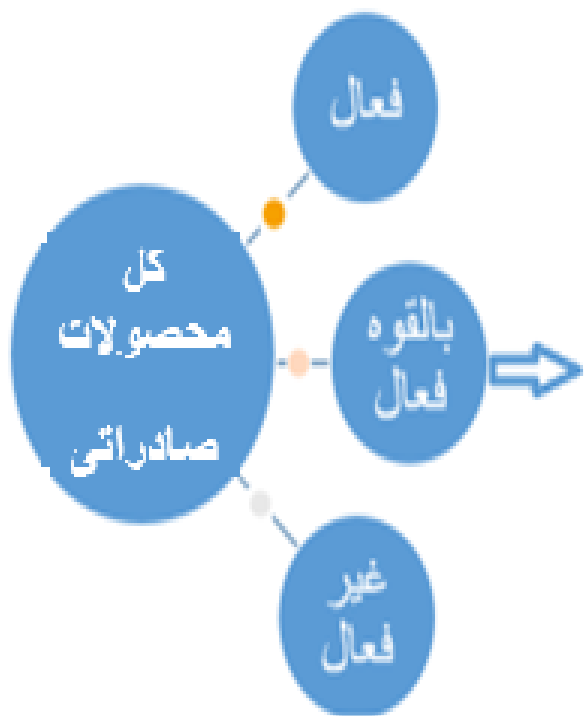 فعال
کل
محصولات
صادراتی
بالقوه
فعال
غیر
فعال